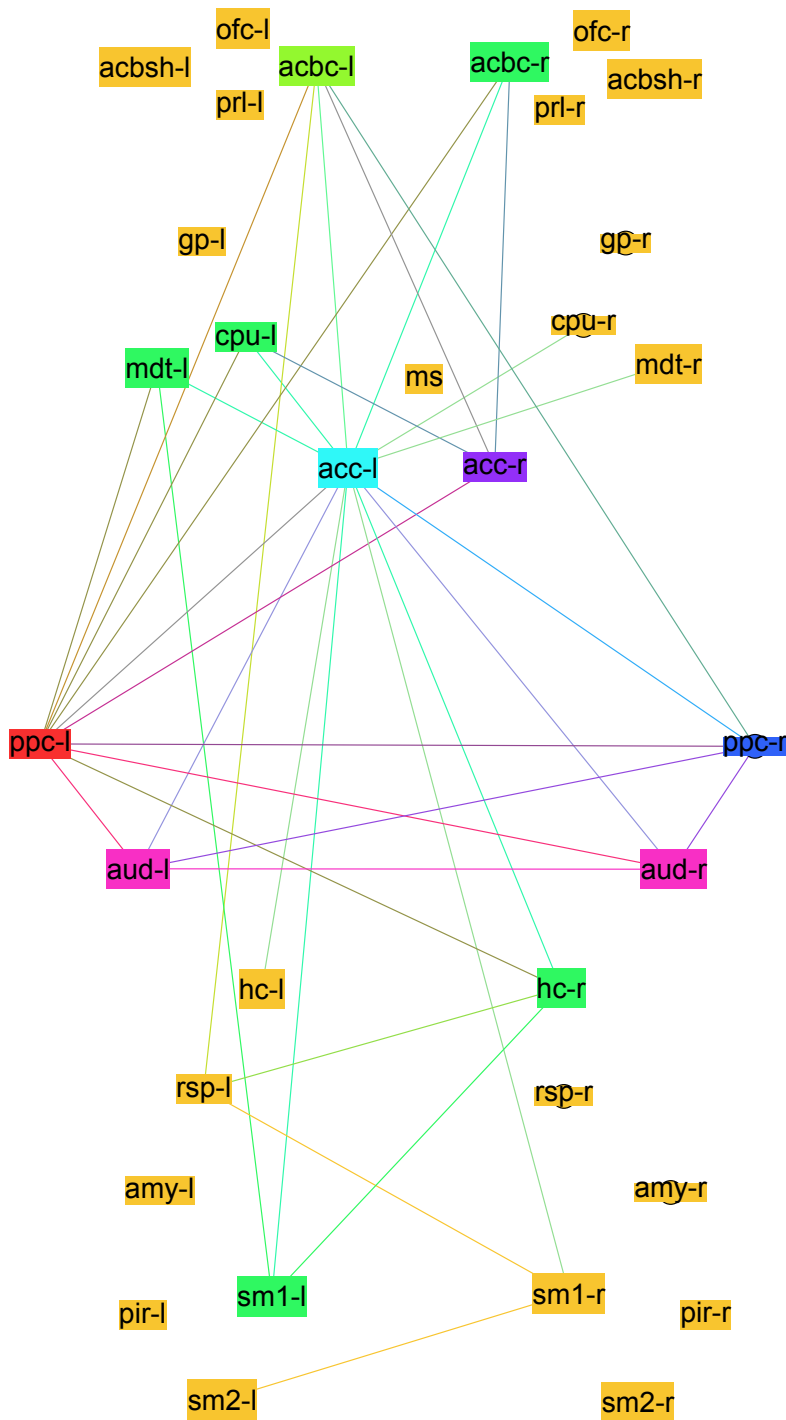 ofc-l
ofc-r
acbsh-l
acbc-l
acbc-r
acbsh-r
prl-l
prl-r
gp-l
gp-r
cpu-l
cpu-r
mdt-l
ms
mdt-r
acc-l
acc-r
ppc-l
ppc-r
aud-l
aud-r
hc-l
hc-r
rsp-l
rsp-r
amy-l
amy-r
sm1-l
sm1-r
pir-l
pir-r
sm2-l
sm2-r